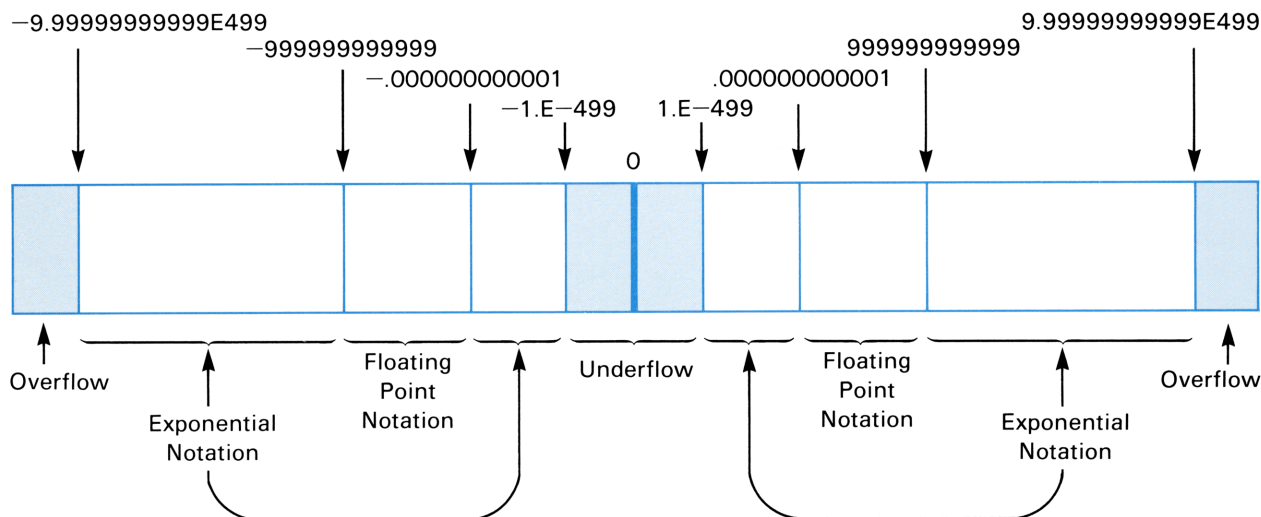 −9.99999999999E499
9.99999999999E499
−999999999999
999999999999
−.000000000001
.000000000001
−1.E−499
1.E−499
0
Overflow
Exponential
Notation
Floating
Point
Notation
Underflow
Floating
Point
Notation
Exponential
Notation
Overflow